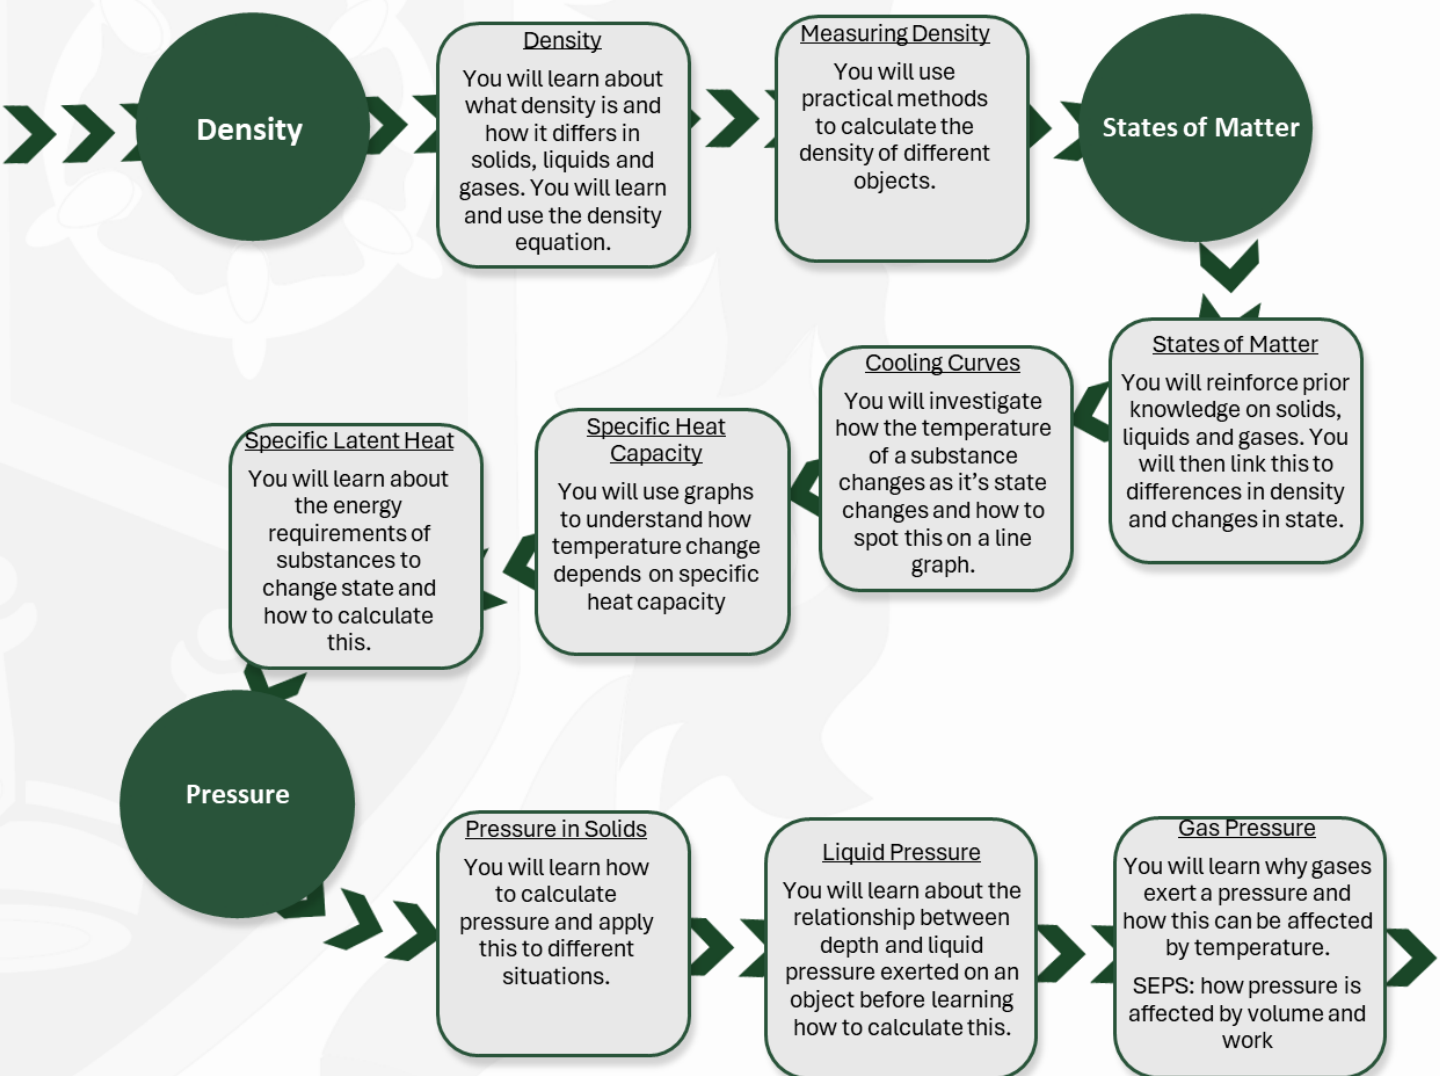 Density
Density
You will learn about
what density is and
how it differs in
solids, liquids and
gases. You will learn
and use the density
equation.
Measuring Density
You will use
practical methods
to calculate the
density of different
objects.
States of Matter
States of Matter
You will reinforce prior
knowledge on solids,
liquids and gases. You
will then link this to
differences in density
and changes in state.
Cooling Curves
You will investigate
how the temperature
of a substance
changes as it’s state
changes and how to
spot this on a line
graph.
Specific Heat
Capacity
You will use graphs
to understand how
temperature change
depends on specific
heat capacity
Specific Latent Heat
You will learn about
the energy
requirements of
substances to
change state and
how to calculate
this.
Pressure
Pressure in Solids
You will learn how
to calculate
pressure and apply
this to different
situations.
Liquid Pressure
You will learn about the
relationship between
depth and liquid
pressure exerted on an
object before learning
how to calculate this.
Gas Pressure
You will learn why gases
exert a pressure and
how this can be affected
by temperature.
SEPS: how pressure is
affected by volume and
work